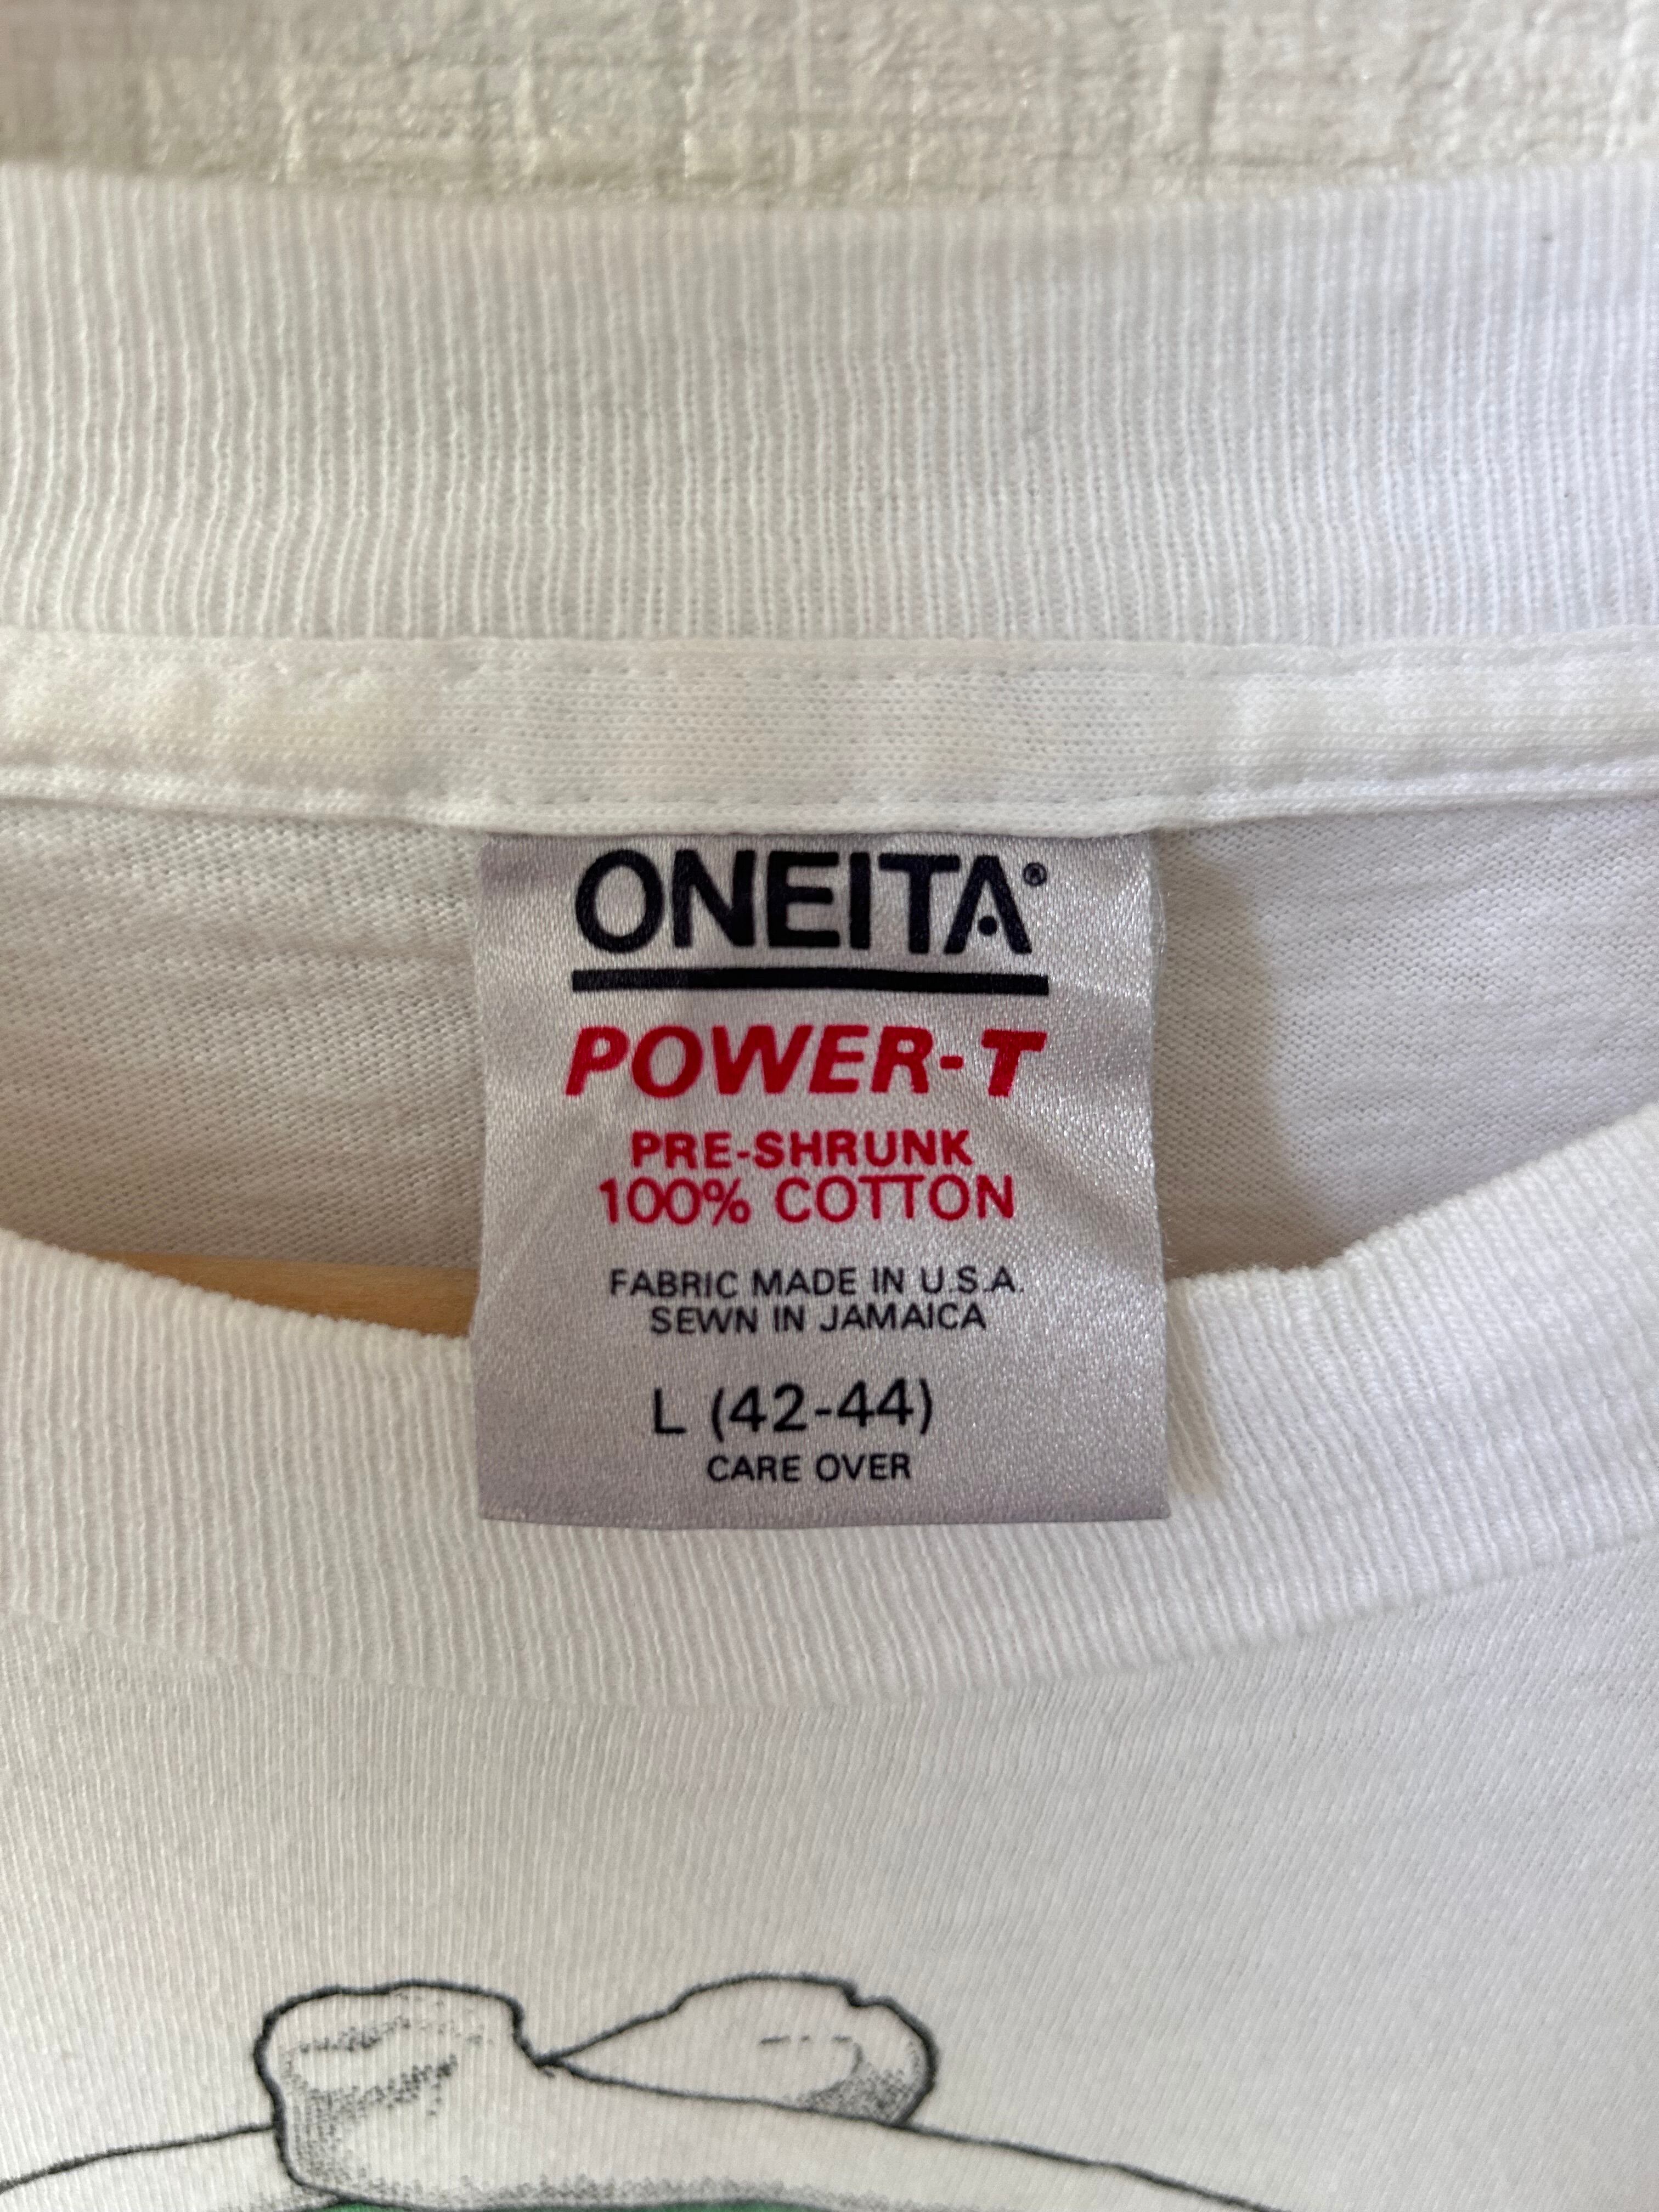 ONEITA®
POWER-T
PRE-SHRUNK
100% COTTON
FABRIC MADE IN U.S.A.
SEWN IN JAMAICA
L (42-44)
CARE OVER